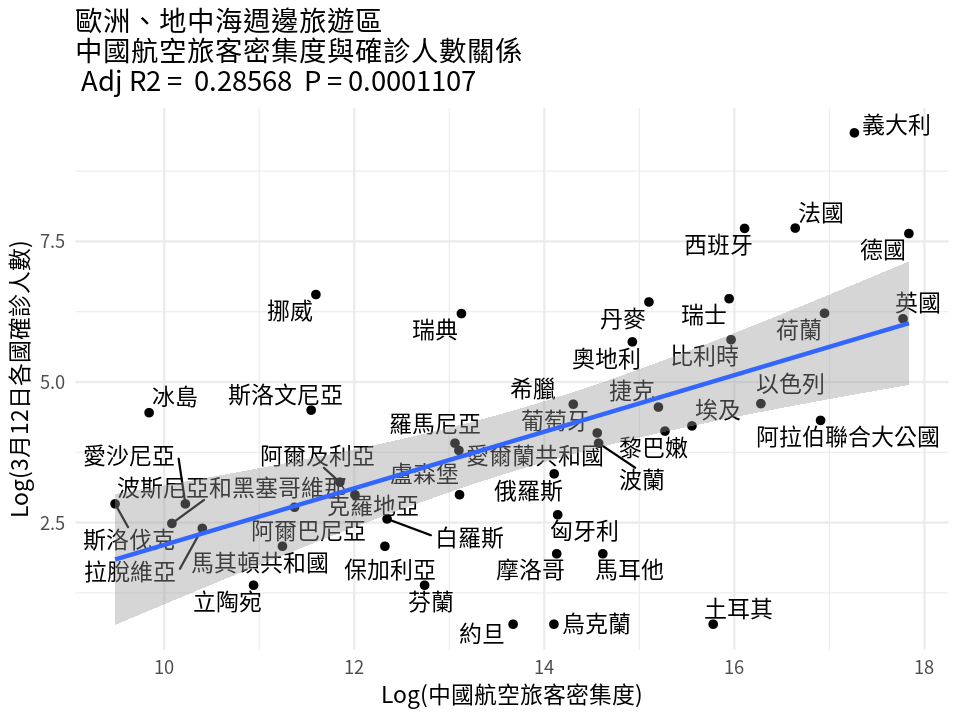 歐洲、地中海週邊旅遊區
中國航空旅客密集度與確診人數關係
Adj R2 = 0.28568 P = 0.0001107
義大利
法國
西班牙
德國
挪威
瑞典
丹麥
瑞士
荷蘭
英國
奧地利
比利時
冰島
斯洛文尼亞
希臘
捷克
以色列
羅馬尼亞
葡萄牙
埃及
阿拉伯聯合大公國
愛沙尼亞
阿爾及利亞
盧森堡
愛爾蘭共和國
黎巴嫩
波蘭
波斯尼亞和黑塞哥維那
克羅地亞
俄羅斯
斯洛伐克
阿爾巴尼亞
白羅斯
匈牙利
拉脫維亞
馬其頓共和國
保加利亞
摩洛哥
馬耳他
立陶宛
芬蘭
約旦
烏克蘭
土耳其
7.5
5.0
2.5
Log(3月12日各國確診人數)
10
12
14
16
18
Log(中國航空旅客密集度)